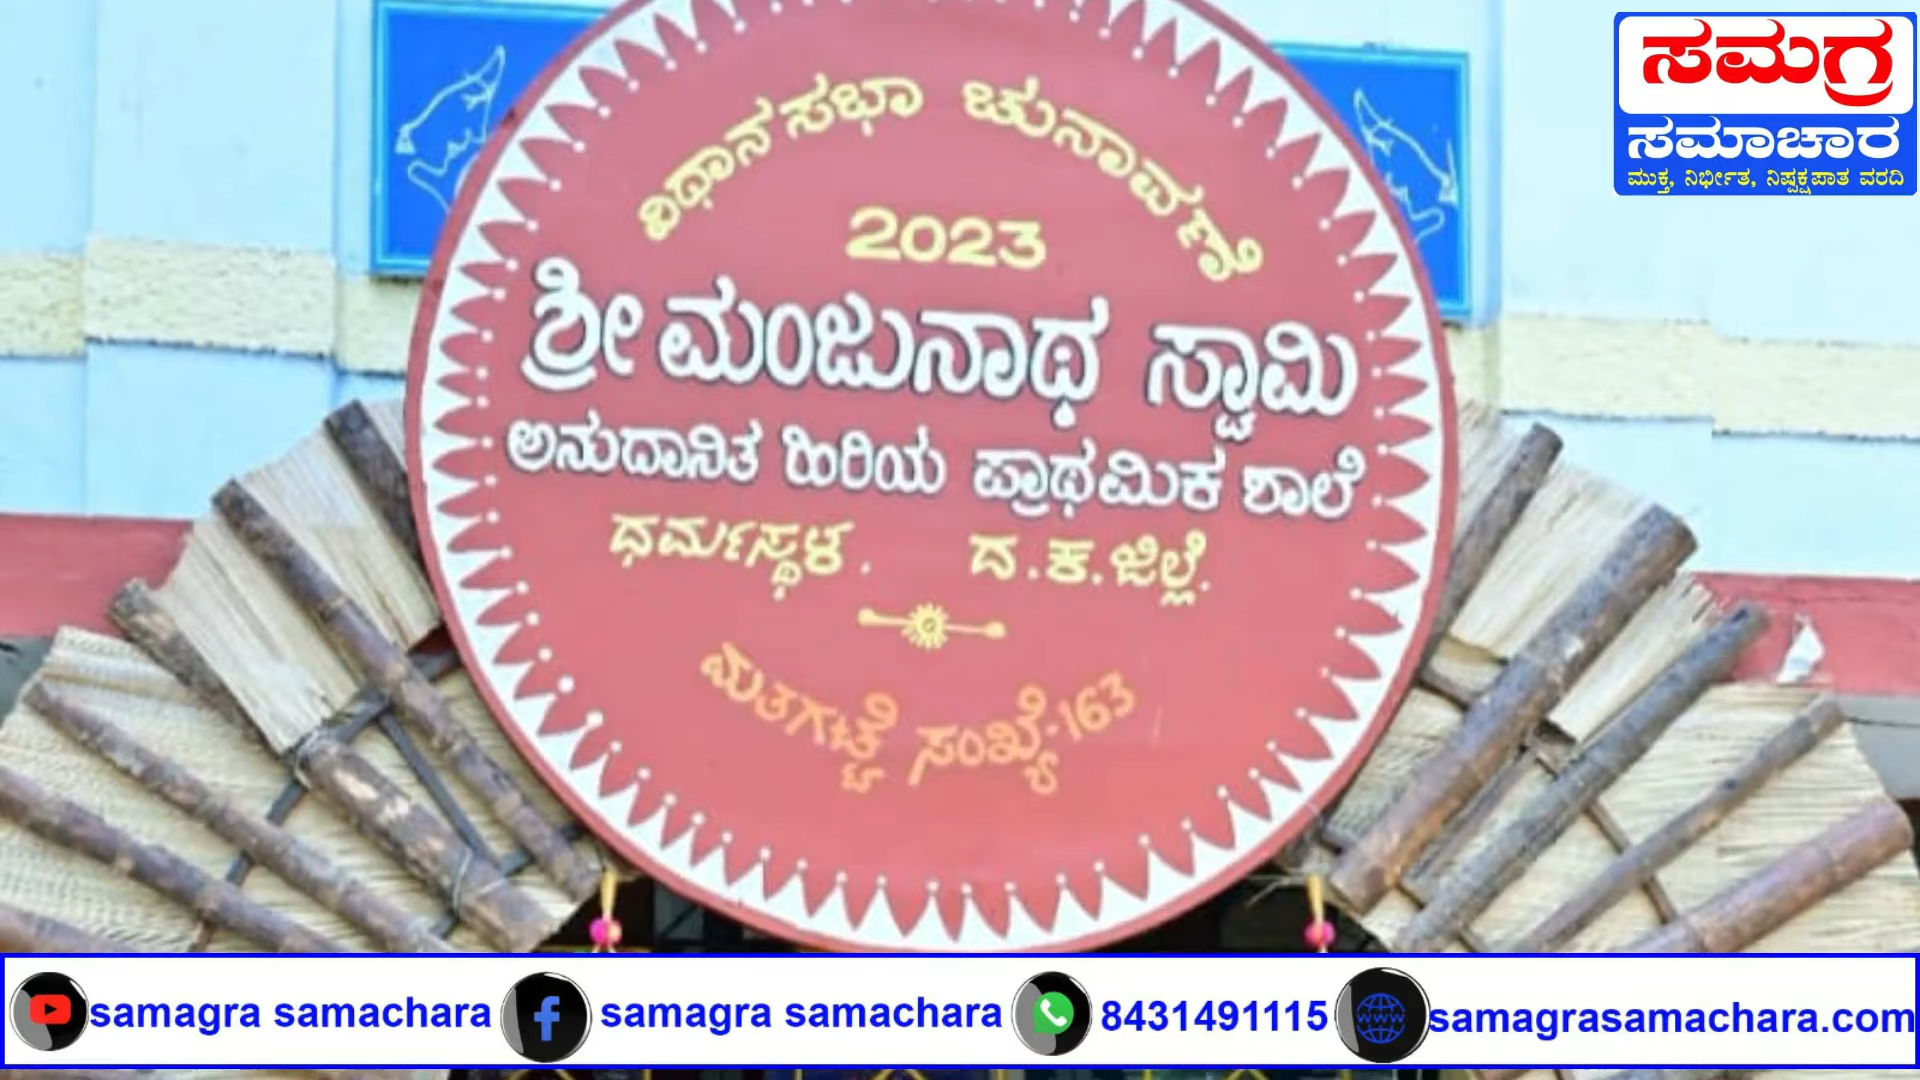 ಸಮಗ್ರ
ಸಮಾಚಾರ
ಮುಕ್ತ, ನಿರ್ಭೀತ, ನಿಷ್ಪಕ್ಷಪಾತ ವರದಿ
ವಿಧಾನಸಭಾ ಚುನಾವಣೆ
2023
ಶ್ರೀ ಮಂಜುನಾಥ ಸ್ವಾಮಿ
ಅನುದಾನಿತ ಹಿರಿಯ ಪ್ರಾಥಮಿಕ ಶಾಲೆ
ಧರ್ಮಸ್ಥಳ. ದ.ಕ.ಜಿಲ್ಲೆ.
ಮತಗಟ್ಟೆ ಸಂಖ್ಯೆ-163
samagra samachara samagra samachara 8431491115 samagrasamachara.com